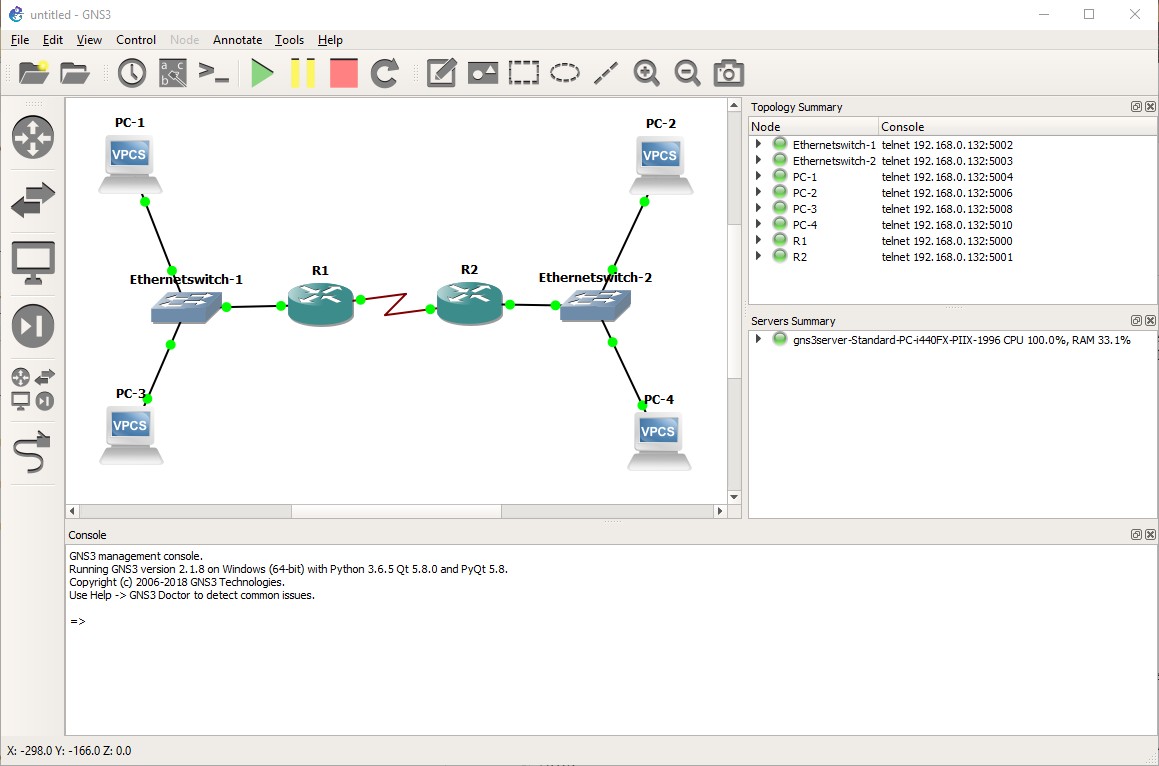 untitled - GNS3
File Edit View Control Node Annotate Tools Help
PC-1
VPCS
PC-2
VPCS
Ethernetswitch-1
R1
R2
Ethernetswitch-2
PC-3
VPCS
PC-4
VPCS
Topology Summary
Node Console
Ethernetswitch-1 telnet 192.168.0.132:5002
Ethernetswitch-2 telnet 192.168.0.132:5003
PC-1 telnet 192.168.0.132:5004
PC-2 telnet 192.168.0.132:5006
PC-3 telnet 192.168.0.132:5008
PC-4 telnet 192.168.0.132:5010
R1 telnet 192.168.0.132:5000
R2 telnet 192.168.0.132:5001
Servers Summary
gns3server-Standard-PC-i440FX-PIIX-1996 CPU 100.0%, RAM 33.1%
Console
GNS3 management console.
Running GNS3 version 2.1.8 on Windows (64-bit) with Python 3.6.5 Qt 5.8.0 and PyQt 5.8.
Copyright (c) 2006-2018 GNS3 Technologies.
Use Help -> GNS3 Doctor to detect common issues.
=>
X: -298.0 Y: -166.0 Z: 0.0